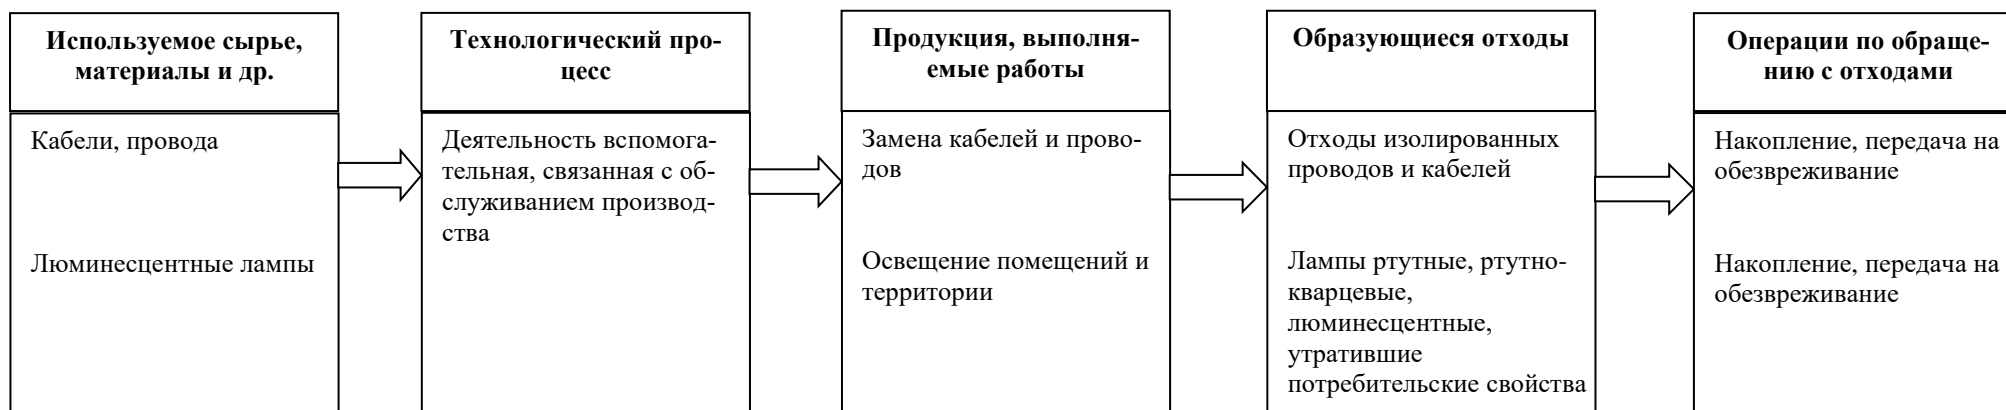 Используемое сырье,
материалы и др.
Кабели, провода
Люминесцентные лампы
Технологический про-
цесс
Деятельность вспомога-
тельная, связанная с об-
служиванием производ-
ства
Продукция, выполня-
емые работы
Замена кабелей и прово-
дов
Освещение помещений и
территории
Образующиеся отходы
Отходы изолированных
проводов и кабелей
Лампы ртутные, ртутно-
кварцевые,
люминесцентные,
утратившие
потребительские свойства
Операции по обраще-
нию с отходами
Накопление, передача на
обезвреживание
Накопление, передача на
обезвреживание